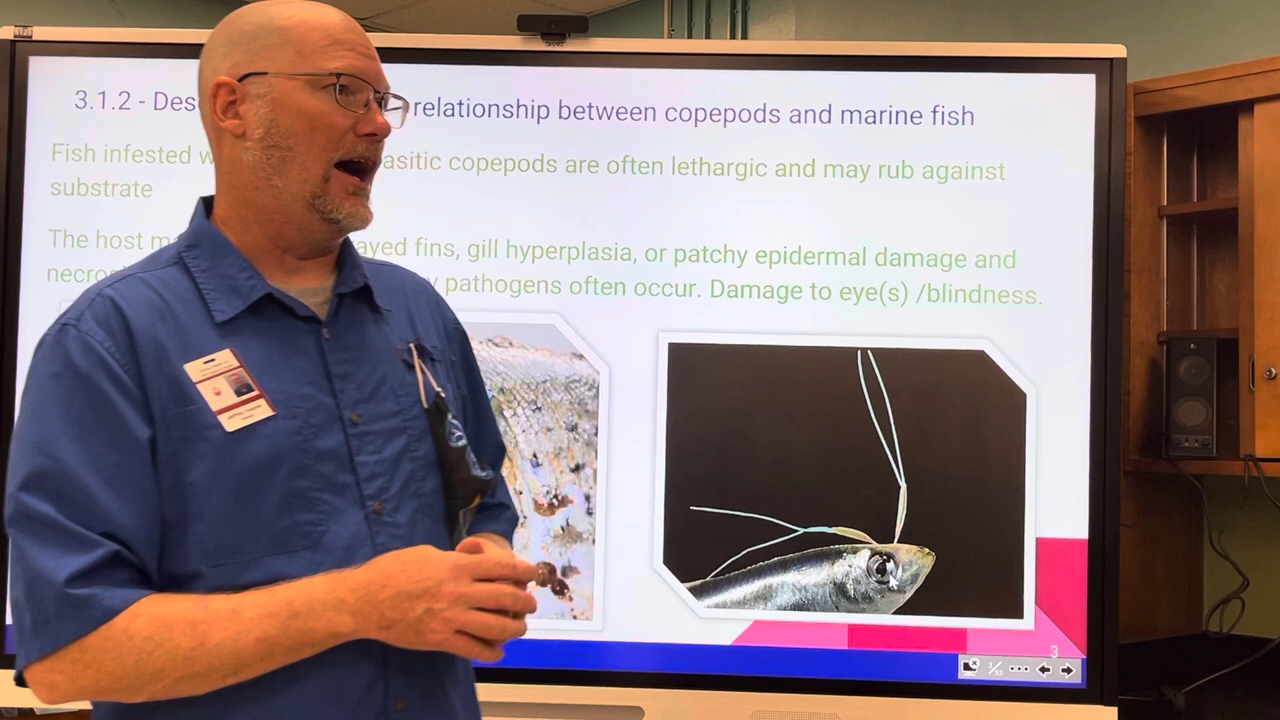 3.1.2 - Des relationship between copepods and marine fish
Fish infested w asitic copepods are often lethargic and may rub against
substrate
The host m ayed fins, gill hyperplasia, or patchy epidermal damage and
necros y pathogens often occur. Damage to eye(s) /blindness.
3